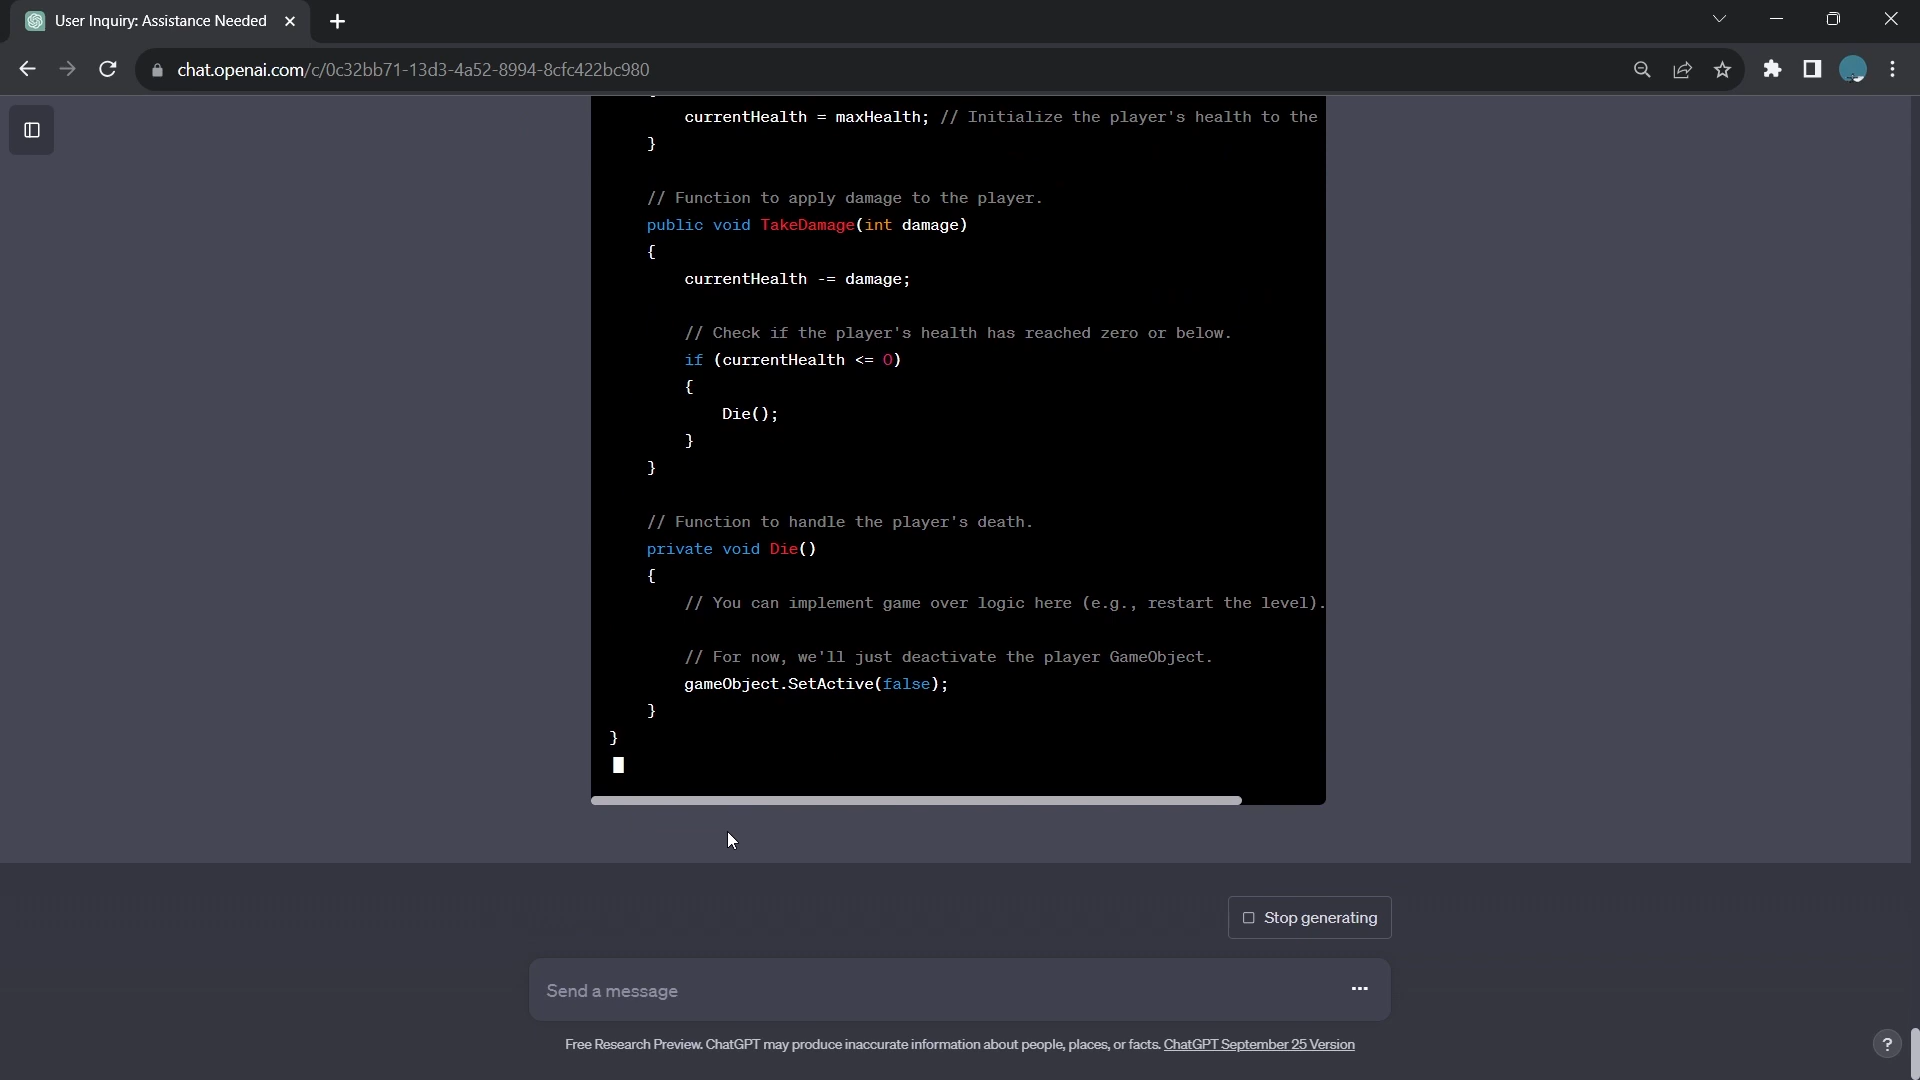 User Inquiry: Assistance Needed
chat.openai.com/c/0c32bb71-13d3-4a52-8994-8cfc422bc980
currentHealth = maxHealth; // Initialize the player's health to the
}
// Function to apply damage to the player.
public void TakeDamage(int damage)
{
currentHealth -= damage;
// Check if the player's health has reached zero or below.
if (currentHealth <= 0)
{
Die();
}
}
// Function to handle the player's death.
private void Die()
{
// You can implement game over logic here (e.g., restart the level).
// For now, we'll just deactivate the player GameObject.
gameObject.SetActive(false);
}
}
Stop generating
Send a message
Free Research Preview. ChatGPT may produce inaccurate information about people, places, or facts. ChatGPT September 25 Version
?